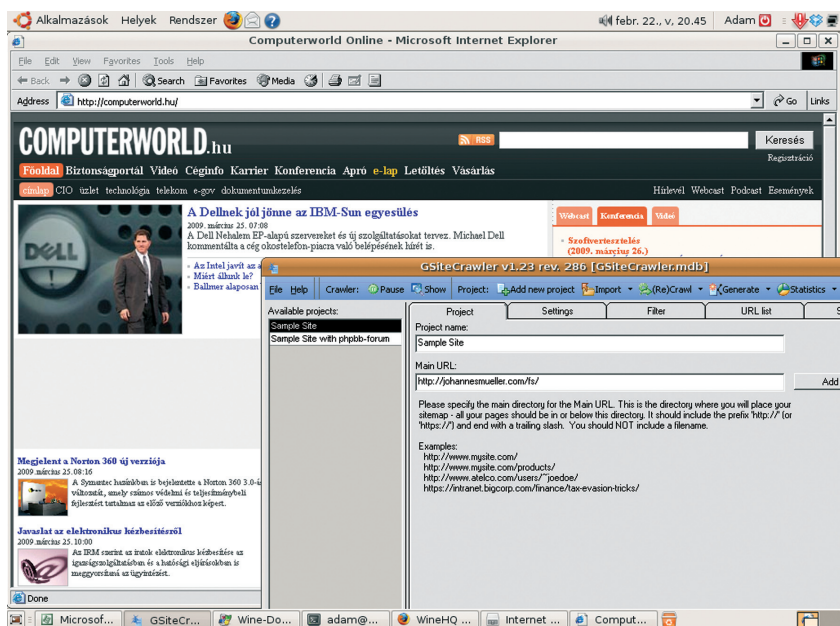 Alkalmazások Helyek Rendszer
febr. 22., v, 20.45 Adam
Computerworld Online - Microsoft Internet Explorer
File Edit View Favorites Tools Help
Back Search Favorites Media
Address http://computerworld.hu/ Go Links
COMPUTERWORLD.hu
RSS Keresés
Regisztráció
Főoldal Biztonságportál Videó Céginfo Karrier Konferencia Apró e-lap Letöltés Vásárlás
címlap CIO üzlet technológia telekom e-gov dokumentumkezelés Hírlevél Webcast Podcast Események
A Dellnek jól jönne az IBM-Sun egyesülés
2009. március 25. 07:08
A Dell Nehalem EP-alapú szervereket és új szolgáltatásokat tervez. Michael Dell
kommentálta a cég okostelefon-piacra való belépésének hírét is.
Az Intel javít az a
Miért állunk le?
Ballmer alaposan
DELL
Webcast Konferencia Videó
Szoftvertesztelés
(2009. március 26.)
Megjelent a Norton 360 új verziója
2009. március 25. 08:16
A Symantec hazánkban is bejelentette a Norton 360 3.0-á
változatát, amely számos védelmi és teljesítménybeli
fejlesztést tartalmaz az előző verziókhoz képest.
Javaslat az elektronikus kézbesítésről
2009. március 25. 10:00
Az IRM szerint az iratok elektronikus kézbesítése az
igazságszolgáltatásban és a hatósági eljárásokban is
meggyorsítaná az ügyintézést.
Done
GSiteCrawler v1.23 rev. 286 [GSiteCrawler.mdb]
File Help Crawler: Pause Show Project: Add new project Import (Re)Crawl Generate Statistics
Available projects:
Sample Site
Sample Site with phpbb-forum
Project Settings Filter URL list S
Project name:
Sample Site
Main URL:
http://johannesmueller.com/fs/ Add
Please specify the main directory for the Main URL. This is the directory where you will place your
sitemap - all your pages should be in or below this directory. It should include the prefix 'http://' (or
'https://') and end with a trailing slash. You should NOT include a filename.
Examples:
http://www.mysite.com/
http://www.mysite.com/products/
http://www.atelco.com/users/~joedoe/
https://intranet.bigcorp.com/finance/tax-evasion-tricks/
Microsof... GSiteCr... Wine-Do... adam@... WineHQ ... Internet ... Comput...